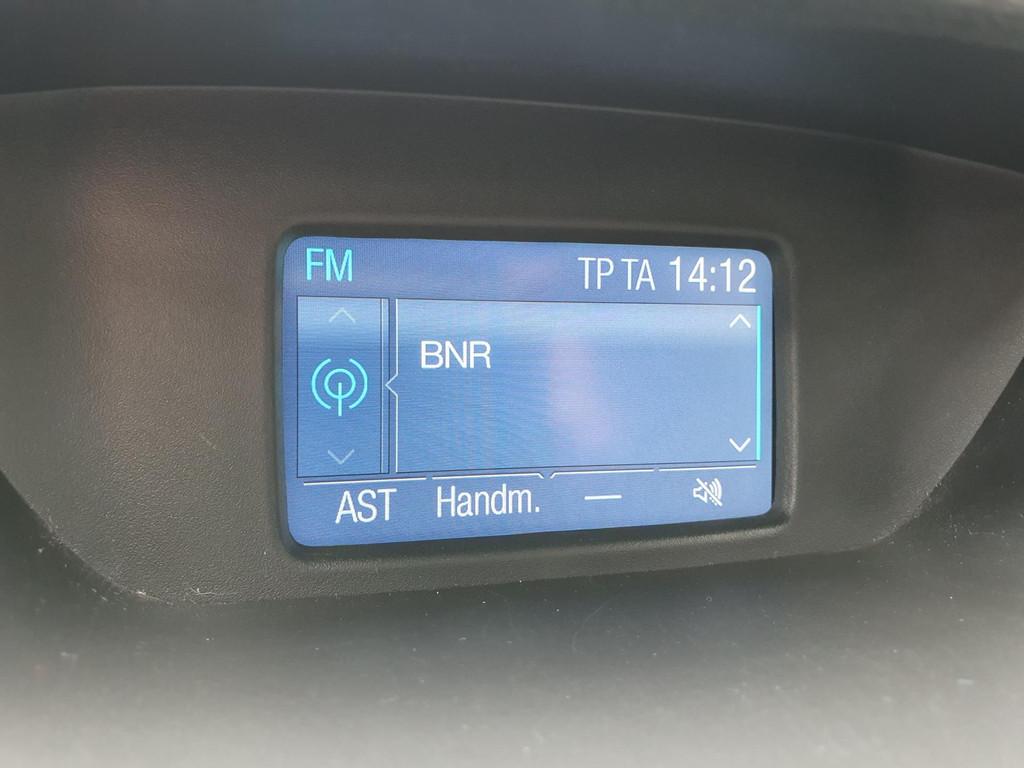 FM TP TA 14:12
BNR
AST Handm. —